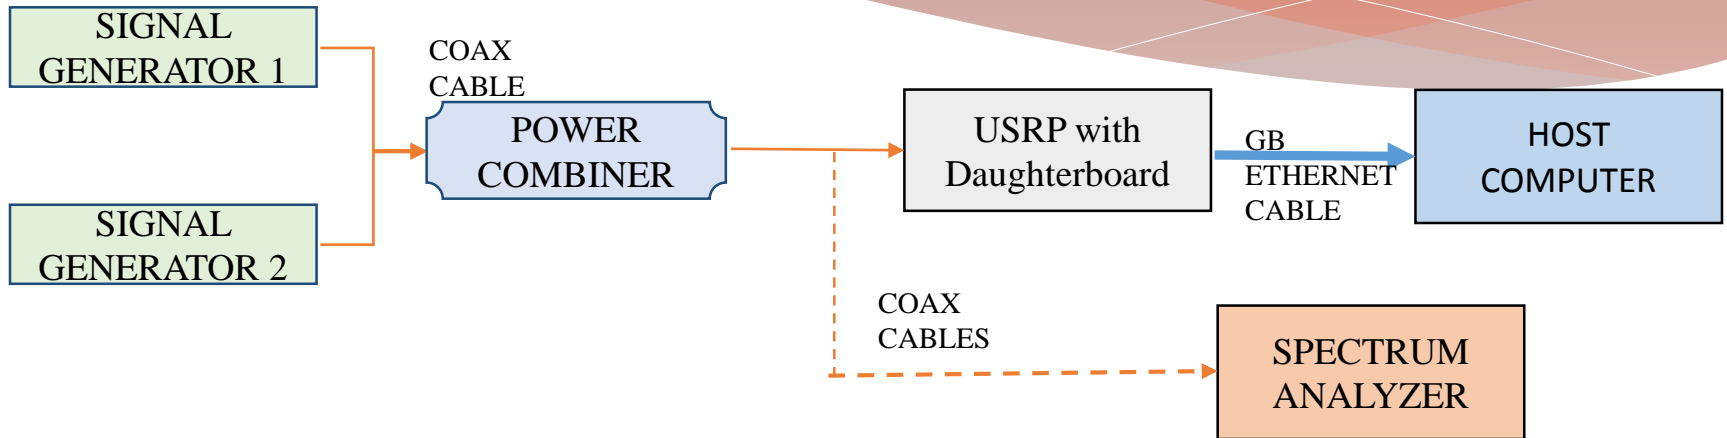 SIGNAL
GENERATOR 1
COAX
CABLE
POWER
COMBINER
USRP with
Daughterboard
GB
ETHERNET
CABLE
HOST
COMPUTER
SIGNAL
GENERATOR 2
COAX
CABLES
SPECTRUM
ANALYZER